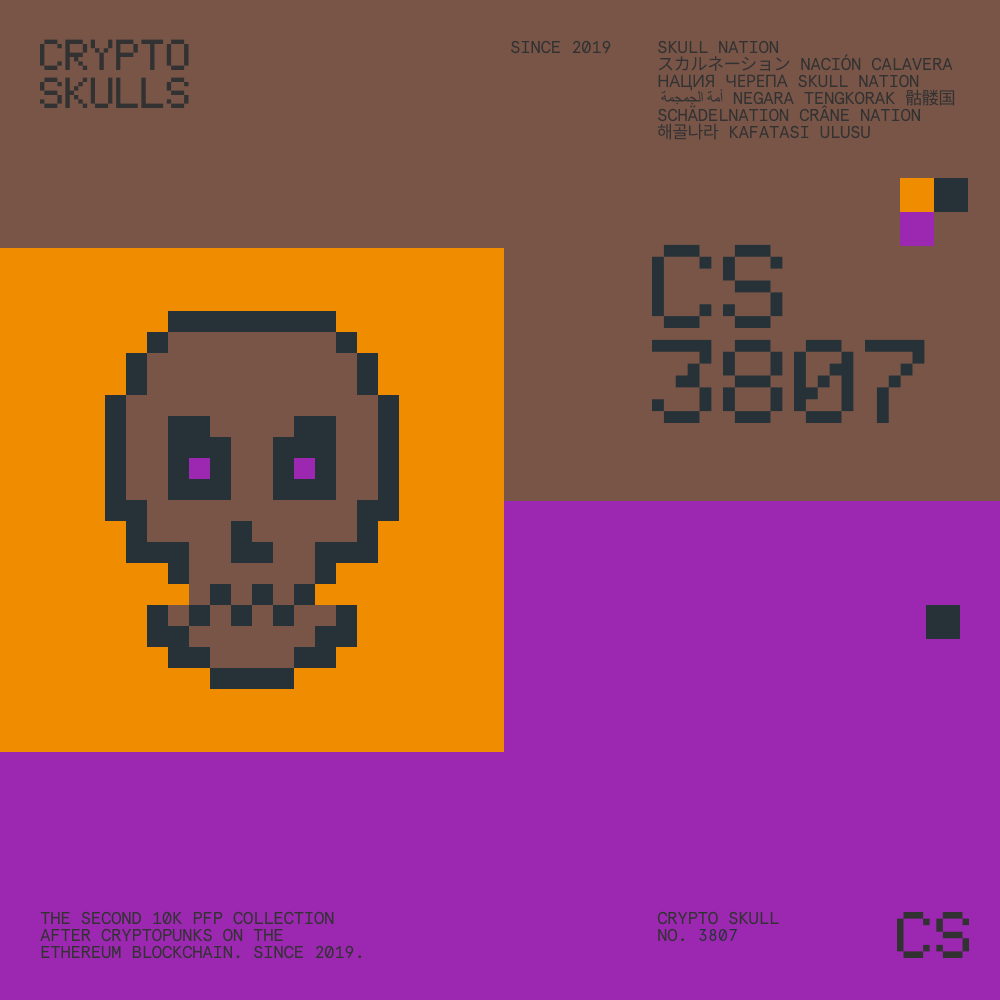 CRYPTO
SKULLS
SINCE 2019
SKULL NATION
スカルネーション NACIÓN CALAVERA
НАЦИЯ ЧЕРЕПА SKULL NATION
أمة الجمجمة NEGARA TENGKORAK 骷髅国
SCHÄDELNATION CRÂNE NATION
해골나라 KAFATASI ULUSU
CS
3807
THE SECOND 10K PFP COLLECTION
AFTER CRYPTOPUNKS ON THE
ETHEREUM BLOCKCHAIN. SINCE 2019.
CRYPTO SKULL
NO. 3807
CS